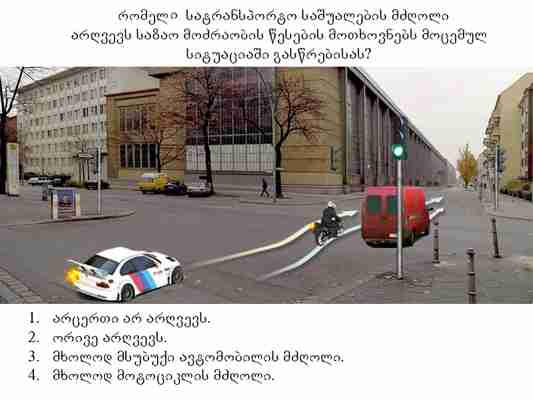 რომელი სატრანსპორტო საშუალების მძღოლი
არღვევს საგზაო მოძრაობის წესების მოთხოვნებს მოცემულ
სიტუაციაში გასწრებისას?
1. არცერთი არ არღვევს.
2. ორივე არღვევს.
3. მხოლოდ მსუბუქი ავტომობილის მძღოლი.
4. მხოლოდ მოტოციკლის მძღოლი.